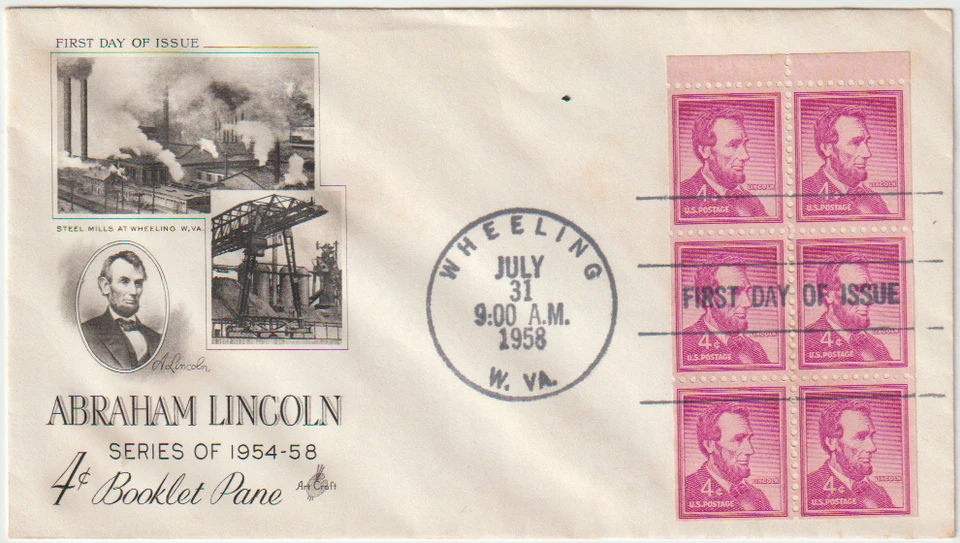 FIRST DAY OF ISSUE
STEEL MILLS AT WHEELING W.VA.
A Lincoln
ABRAHAM LINCOLN
SERIES OF 1954-58
4¢ Booklet Pane
Art Craft
WHEELING
JULY
31
9:00 A.M.
1958
W. VA.
4¢ LINCOLN
U.S. POSTAGE
4¢ LINCOLN
U.S. POSTAGE
FIRST DAY OF ISSUE
4¢ LINCOLN
U.S. POSTAGE
4¢ LINCOLN
U.S. POSTAGE
4¢ LINCOLN
U.S. POSTAGE
4¢ LINCOLN
U.S. POSTAGE